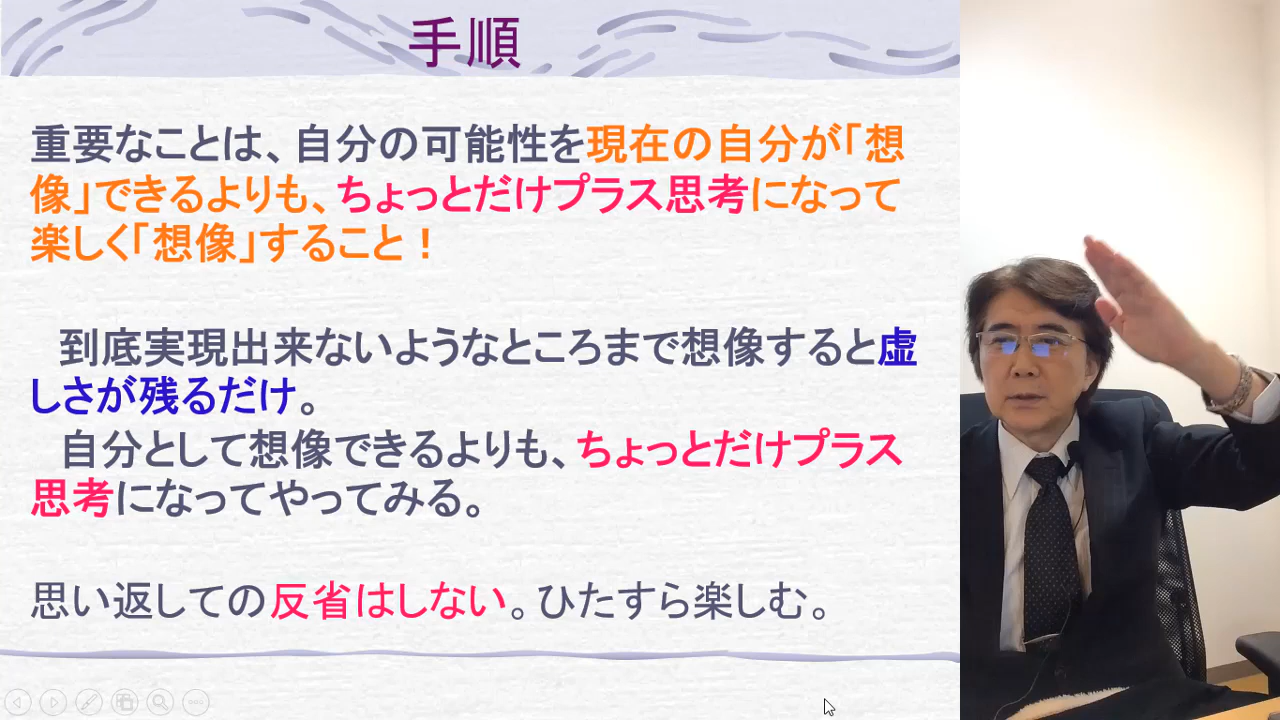 手順
重要なことは、自分の可能性を現在の自分が「想
像」できるよりも、ちょっとだけプラス思考になって
楽しく「想像」すること！
到底実現出来ないようなところまで想像すると虚
しさが残るだけ。
自分として想像できるよりも、ちょっとだけプラス
思考になってやってみる。
思い返しての反省はしない。ひたすら楽しむ。